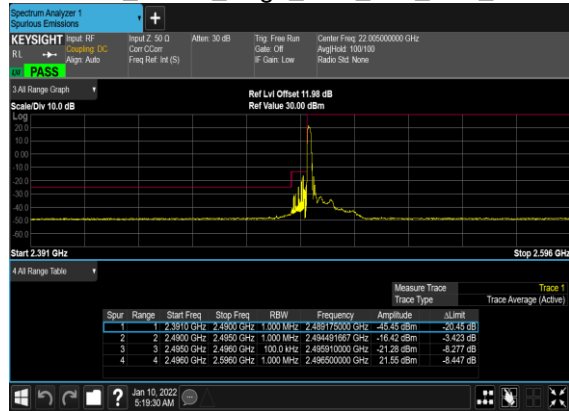 Spectrum Analyzer 1
Spurious Emissions
KEYSIGHT Input: RF Input Z: 50 Ω Atten: 30 dB Trig: Free Run Center Freq: 22.005000000 GHz
RL Coupling: DC Corr CCorr Gate: Off Avg|Hold: 100/100
Align: Auto Freq Ref: Int (S) IF Gain: Low Radio Std: None
PASS
3 All Range Graph
Ref Lvl Offset 11.98 dB
Scale/Div 10.0 dB Ref Value 30.00 dBm
Log
20.0
10.0
0.00
-10.0
-20.0
-30.0
-40.0
-50.0
-60.0
Start 2.391 GHz Stop 2.596 GHz
4 All Range Table
Measure Trace Trace 1
Trace Type Trace Average (Active)
Spur Range Start Freq Stop Freq RBW Frequency Amplitude ΔLimit
1 1 2.3910 GHz 2.4900 GHz 1.000 MHz 2.489175000 GHz -45.45 dBm -20.45 dB
2 2 2.4900 GHz 2.4950 GHz 1.000 MHz 2.494491667 GHz -16.42 dBm -3.423 dB
3 3 2.4950 GHz 2.4960 GHz 100.0 kHz 2.495910000 GHz -21.28 dBm -8.277 dB
4 4 2.4960 GHz 2.5960 GHz 1.000 MHz 2.496500000 GHz 21.55 dBm -8.447 dB
? Jan 10, 2022
5:19:30 AM